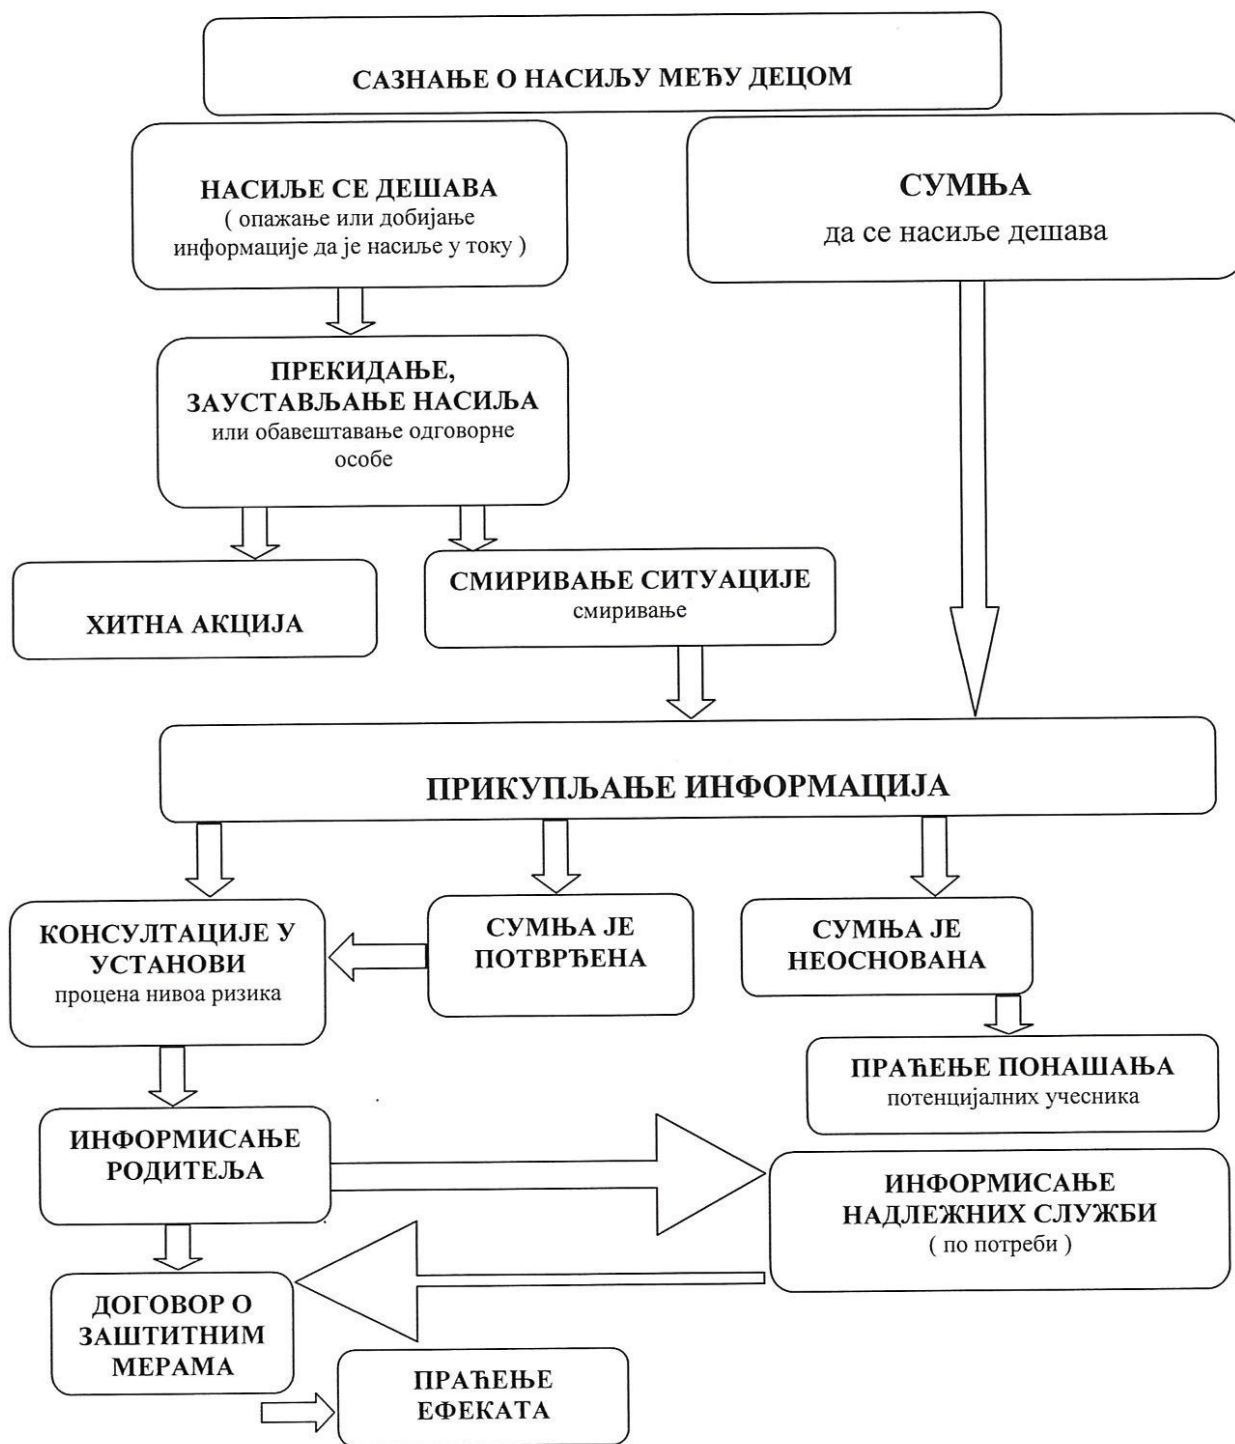 САЗНАЊЕ О НАСИЉУ МЕЂУ ДЕЦОМ
НАСИЉЕ СЕ ДЕШАВА
( опажање или добијање
информације да је насиље у току )
СУМЊА
да се насиље дешава
ПРЕКИДАЊЕ,
ЗАУСТАВЉАЊЕ НАСИЉА
или обавештавање одговорне
особе
ХИТНА АКЦИЈА
СМИРИВАЊЕ СИТУАЦИЈЕ
смиривање
ПРИКУПЉАЊЕ ИНФОРМАЦИЈА
КОНСУЛТАЦИЈЕ У
УСТАНОВИ
процена нивоа ризика
СУМЊА ЈЕ
ПОТВРЂЕНА
СУМЊА ЈЕ
НЕОСНОВАНА
ПРАЋЕЊЕ ПОНАШАЊА
потенцијалних учесника
ИНФОРМИСАЊЕ
РОДИТЕЉА
ИНФОРМИСАЊЕ
НАДЛЕЖНИХ СЛУЖБИ
( по потреби )
ДОГОВОР О
ЗАШТИТНИМ
МЕРАМА
ПРАЋЕЊЕ
ЕФЕКАТА